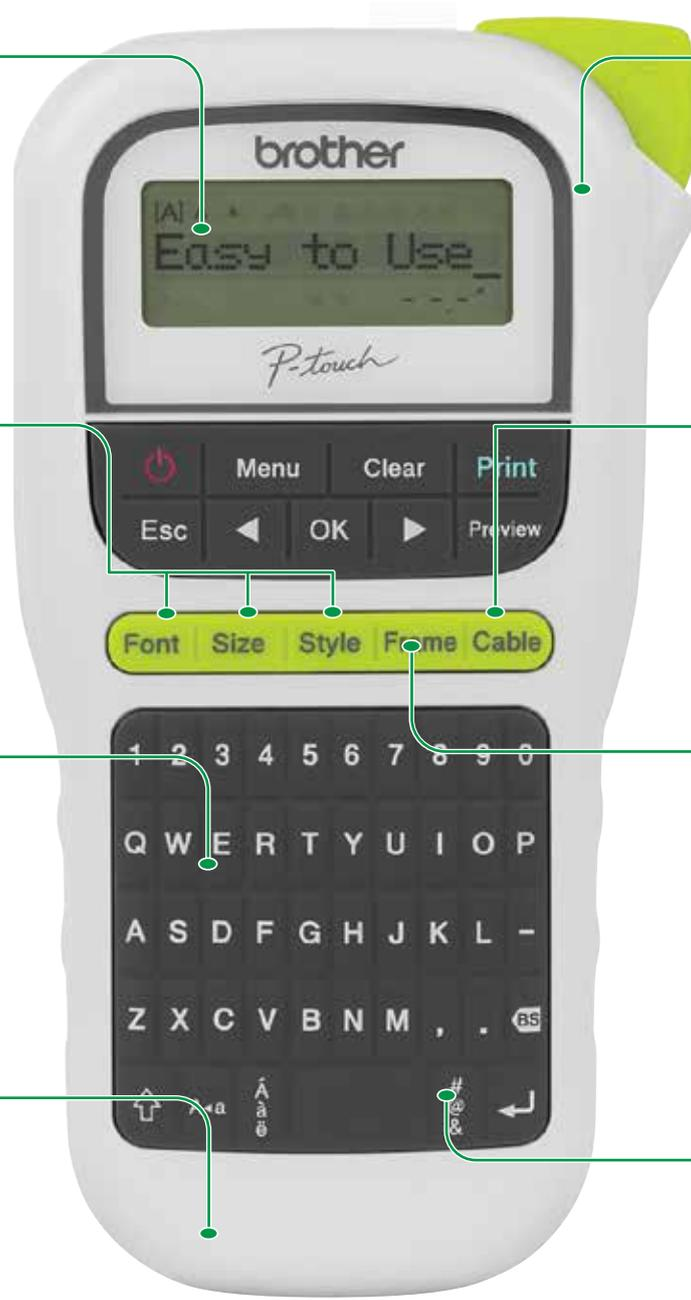 brother
[A]
Easy to Use_
P-touch
Menu Clear Print
Esc OK Preview
Font Size Style Frame Cable
1 2 3 4 5 6 7 8 9 0
Q W E R T Y U I O P
A S D F G H J K L -
Z X C V B N M , . BS
A◂a Á à ë # @ &